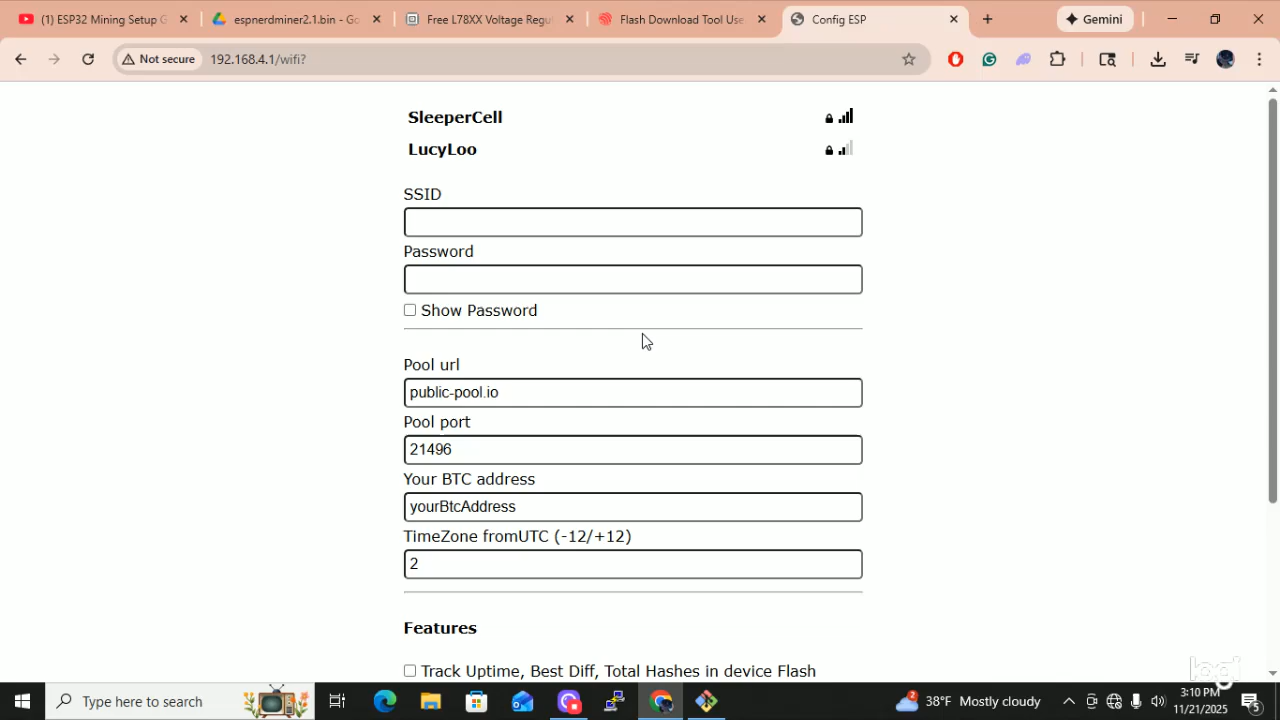 (1) ESP32 Mining Setup G
espnerdminer2.1.bin - Go
Free L78XX Voltage Regu
Flash Download Tool Use
Config ESP
Gemini
Not secure
192.168.4.1/wifi?
SleeperCell
LucyLoo
SSID
Password
Show Password
Pool url
public-pool.io
Pool port
21496
Your BTC address
yourBtcAddress
TimeZone fromUTC (-12/+12)
2
Features
Track Uptime, Best Diff, Total Hashes in device Flash
Type here to search
2
38°F Mostly cloudy
3:10 PM
11/21/2025
5